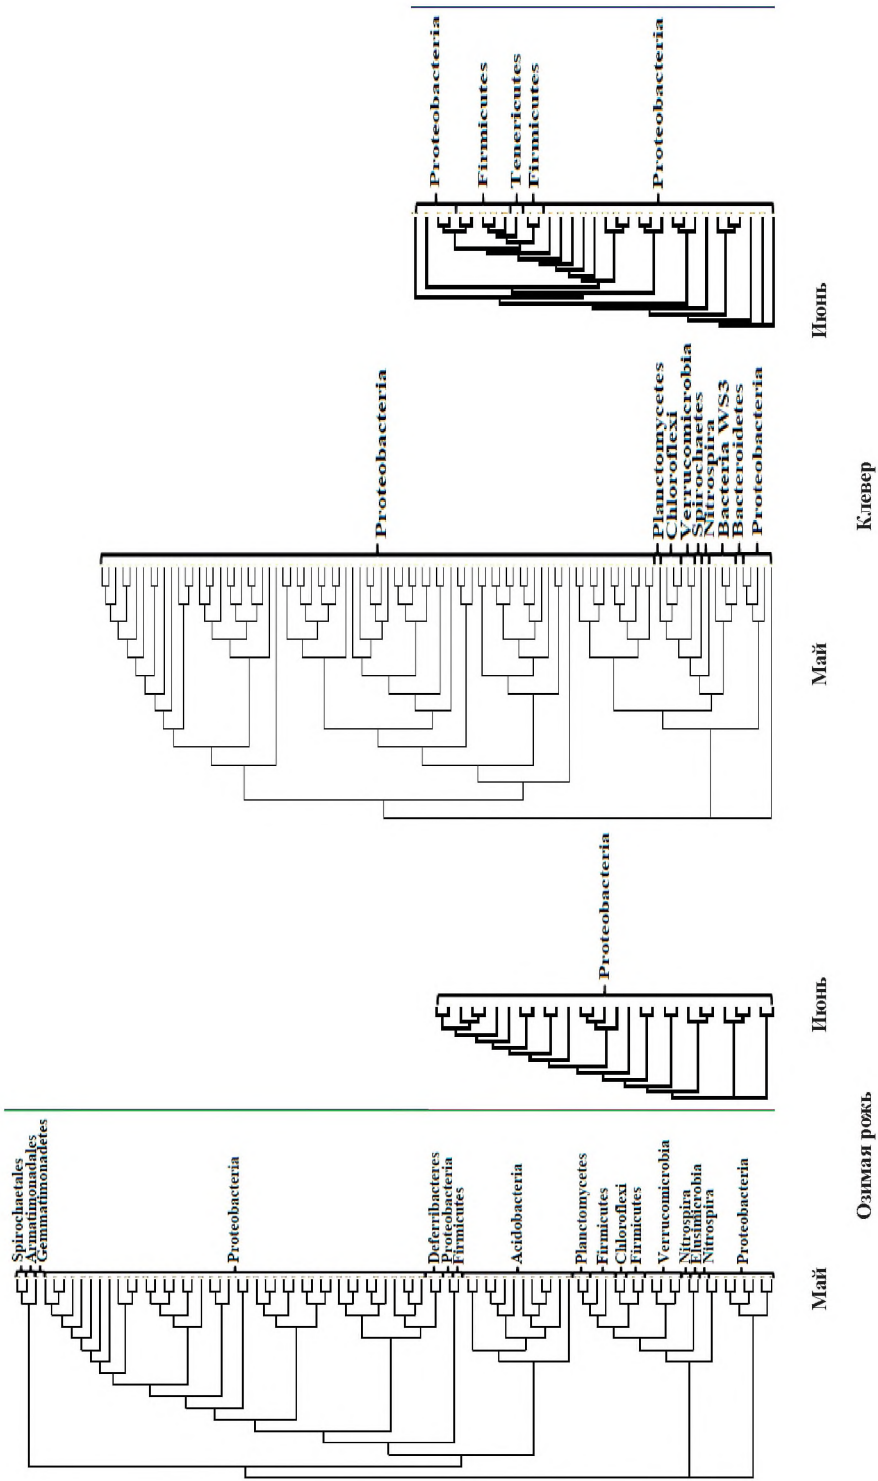 Spirochaetales
Armatimonadales
Gemmatimonadetes
Proteobacteria
Deferribacteres
Proteobacteria
Firmicutes
Acidobacteria
Planctomycetes
Firmicutes
Chloroflexi
Firmicutes
Verrucomicrobia
Nitrospira
Elusimicrobia
Nitrospira
Proteobacteria
Май
Proteobacteria
Июнь
Озимая рожь
Proteobacteria
Planctomycetes
Chloroflexi
Verrucomicrobia
Spirochaetes
Nitrospira
Bacteria WS3
Bacteroidetes
Proteobacteria
Май
Proteobacteria
Firmicutes
Tenericutes
Firmicutes
Proteobacteria
Июнь
Клевер